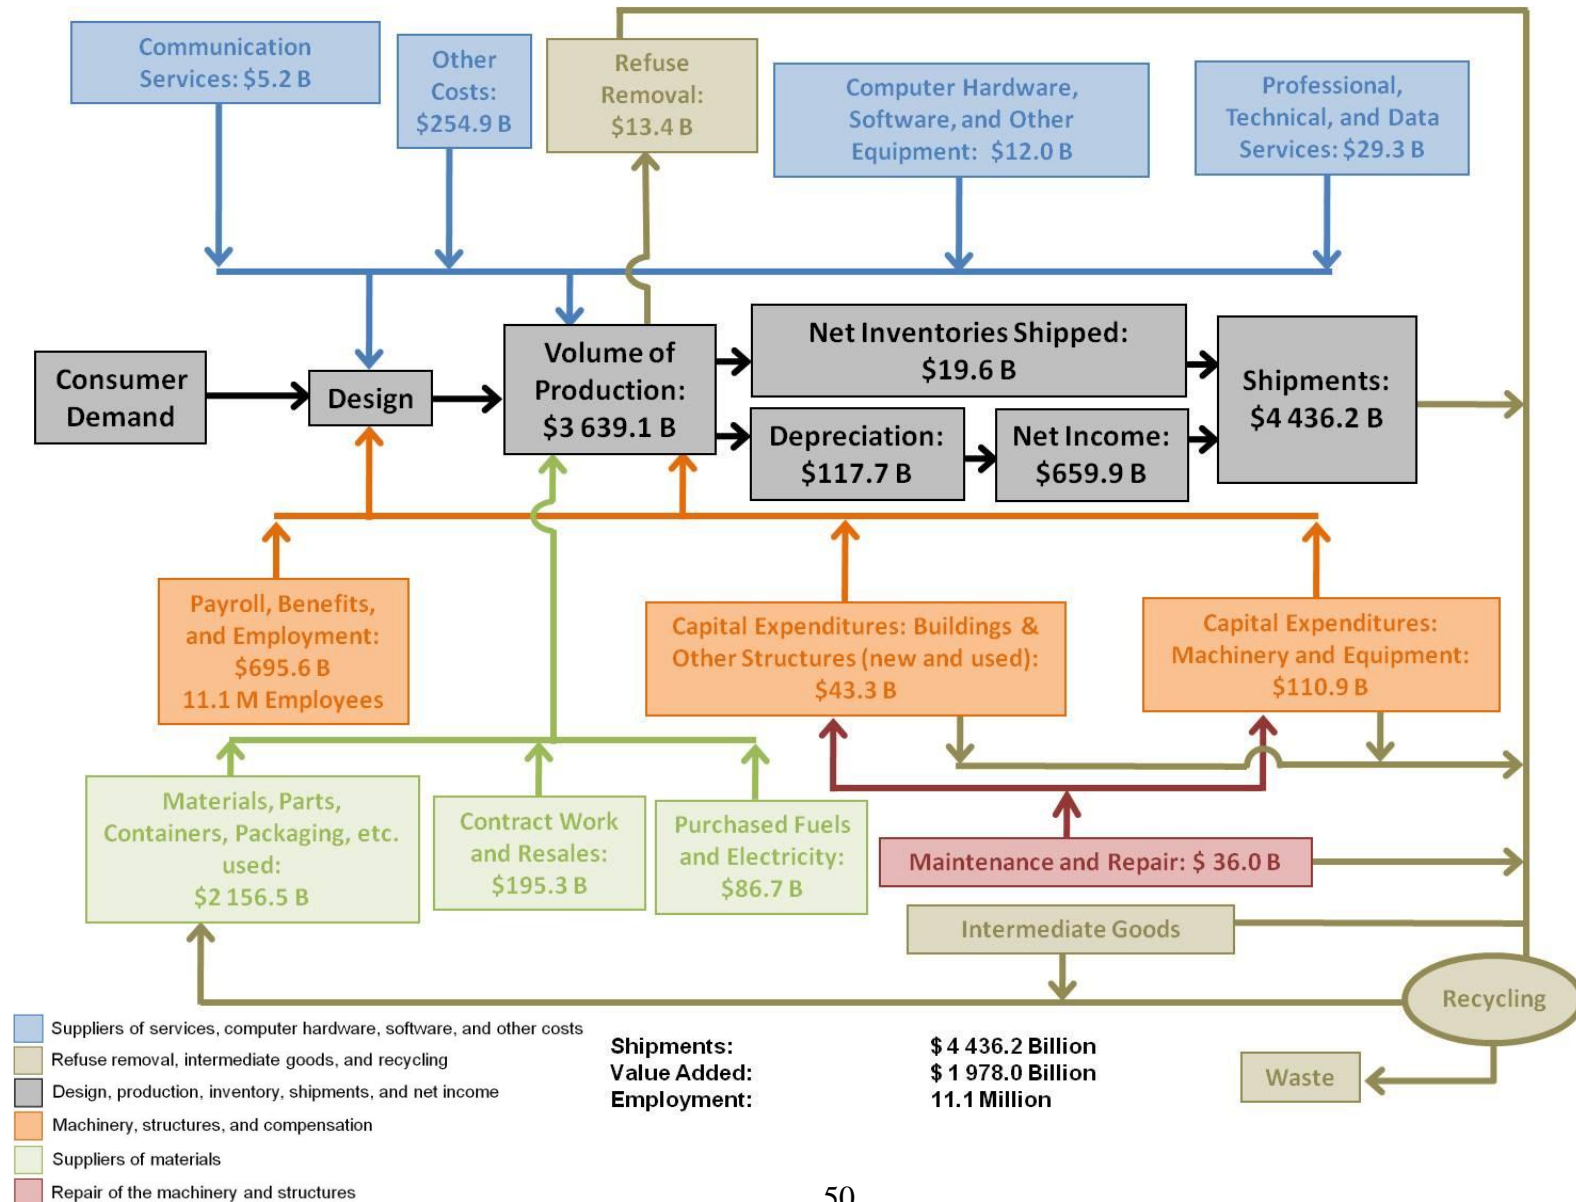 Communication
Services: $5.2 B
Other
Costs:
$254.9 B
Refuse
Removal:
$13.4 B
Computer Hardware,
Software, and Other
Equipment: $12.0 B
Professional,
Technical, and Data
Services: $29.3 B
Consumer
Demand
Design
Volume of
Production:
$3 639.1 B
Net Inventories Shipped:
$19.6 B
Depreciation:
$117.7 B
Net Income:
$659.9 B
Shipments:
$4 436.2 B
Payroll, Benefits,
and Employment:
$695.6 B
11.1 M Employees
Capital Expenditures: Buildings &
Other Structures (new and used):
$43.3 B
Capital Expenditures:
Machinery and Equipment:
$110.9 B
Materials, Parts,
Containers, Packaging, etc.
used:
$2 156.5 B
Contract Work
and Resales:
$195.3 B
Purchased Fuels
and Electricity:
$86.7 B
Maintenance and Repair: $ 36.0 B
Intermediate Goods
Recycling
Waste
Suppliers of services, computer hardware, software, and other costs
Refuse removal, intermediate goods, and recycling
Design, production, inventory, shipments, and net income
Machinery, structures, and compensation
Suppliers of materials
Repair of the machinery and structures
Shipments: $ 4 436.2 Billion
Value Added: $ 1 978.0 Billion
Employment: 11.1 Million
50